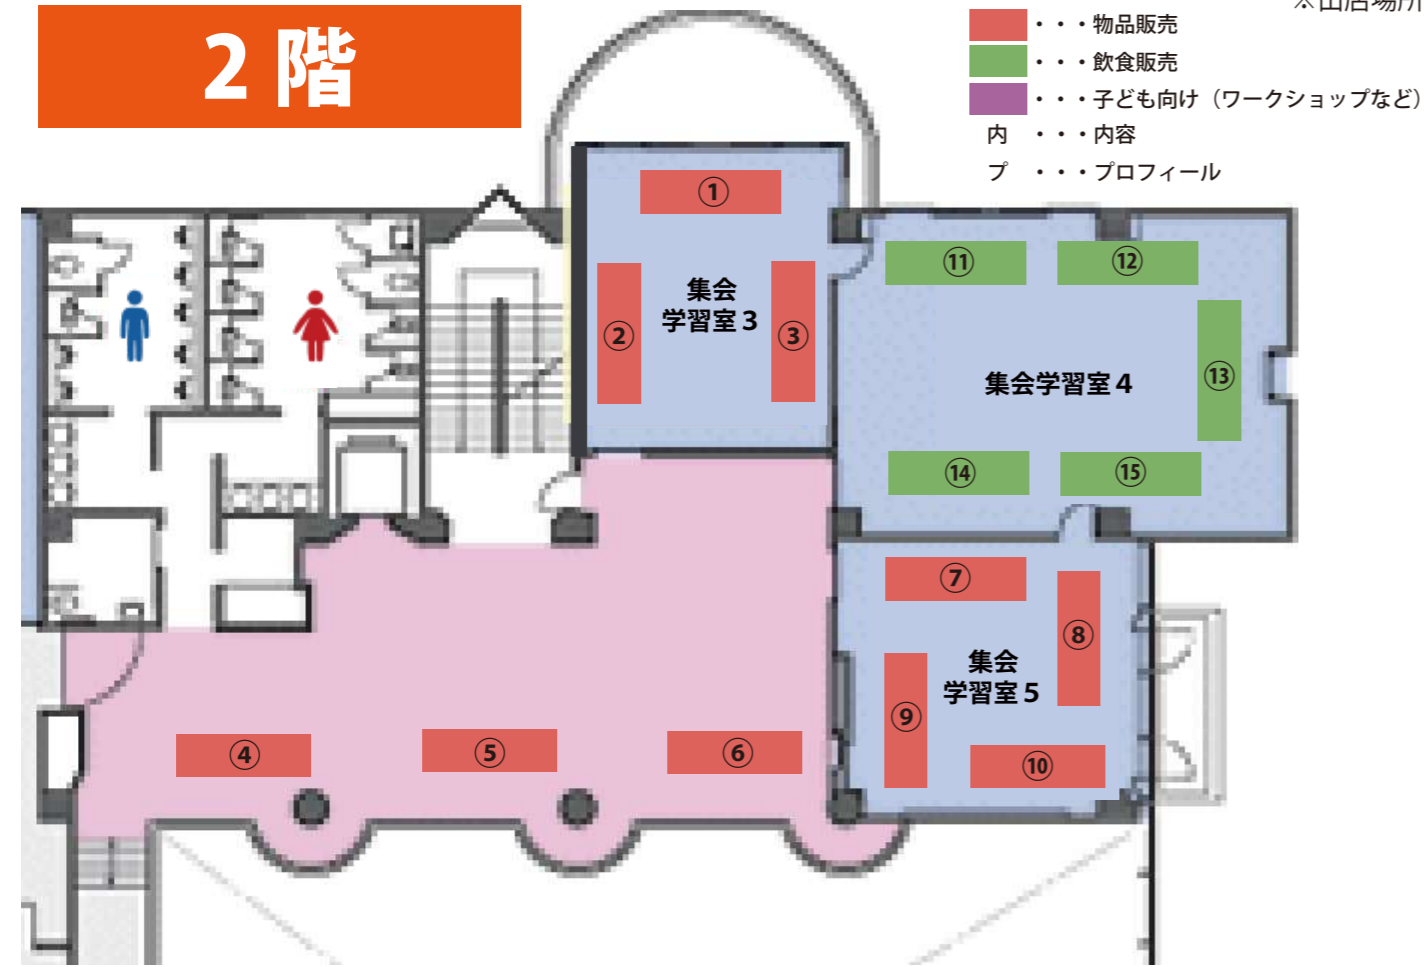 2 階
※出店場所
・・・物品販売
・・・飲食販売
・・・子ども向け（ワークショップなど）
内 ・・・内容
プ ・・・プロフィール
①
⑪
⑫
集会
学習室３
②
③
⑬
集会学習室４
⑭
⑮
⑦
⑧
集会
学習室５
⑨
④
⑤
⑥
⑩